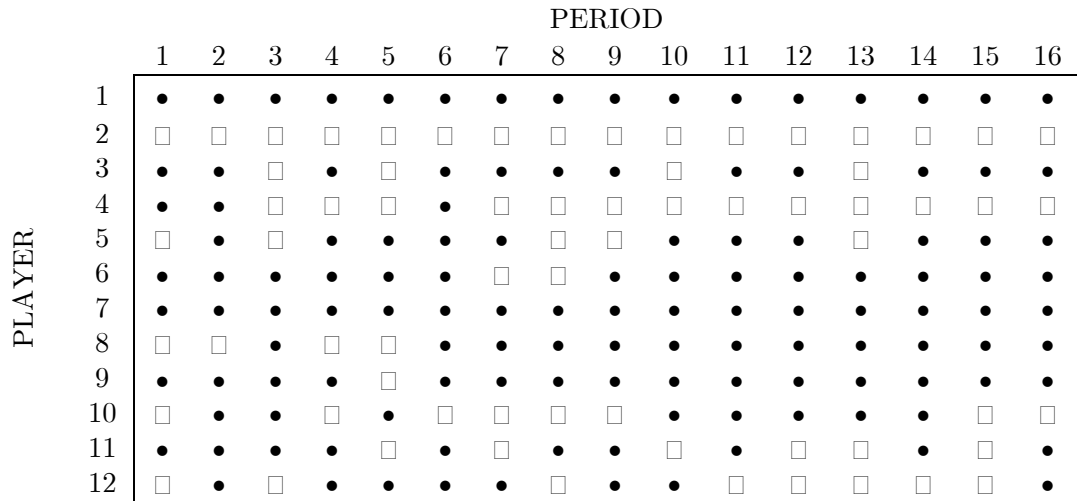 PERIOD
1 2 3 4 5 6 7 8 9 10 11 12 13 14 15 16
PLAYER
1 • • • • • • • • • • • • • • • •
2 □ □ □ □ □ □ □ □ □ □ □ □ □ □ □ □
3 • • □ • □ • • • • □ • • □ • • •
4 • • □ □ □ • □ □ □ □ □ □ □ □ □ □
5 □ • □ • • • • □ □ • • • □ • • •
6 • • • • • • □ □ • • • • • • • •
7 • • • • • • • • • • • • • • • •
8 □ □ • □ □ • • • • • • • • • • •
9 • • • • □ • • • • • • • • • • •
10 □ • • □ • □ □ □ □ • • • • • □ □
11 • • • • □ • □ • • □ • □ □ • □ •
12 □ • □ • • • • □ • • □ □ □ □ □ •